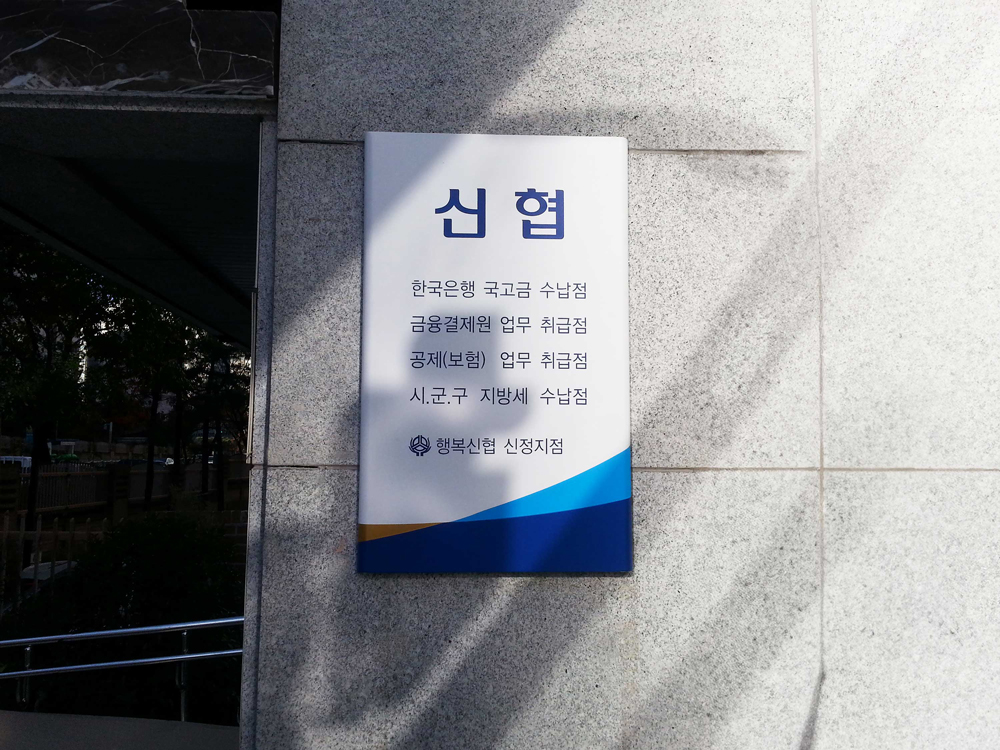 신협
한국은행 국고금 수납점
금융결제원 업무 취급점
공제(보험) 업무 취급점
시.군.구 지방세 수납점
행복신협 신정지점